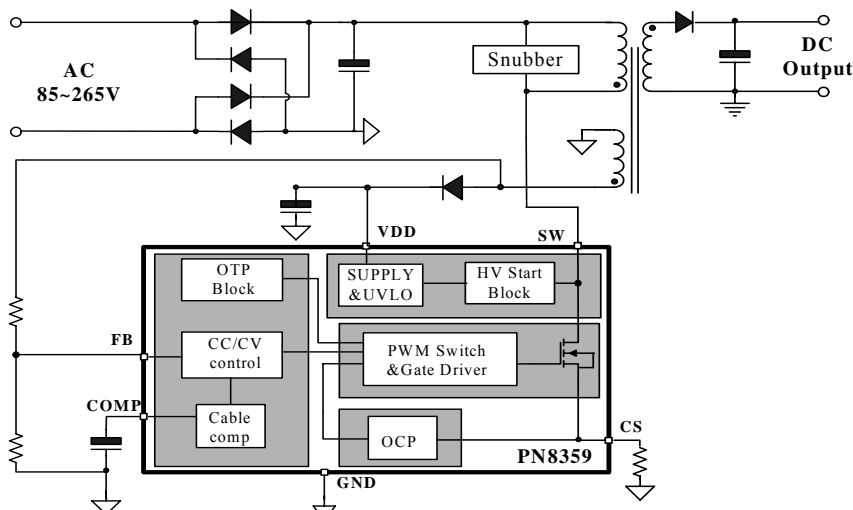 AC
85~265V
Snubber
DC
Output
VDD
SW
OTP
Block
SUPPLY
&UVLO
HV Start
Block
FB
CC/CV
control
PWM Switch
&Gate Driver
COMP
Cable
comp
OCP
CS
PN8359
GND